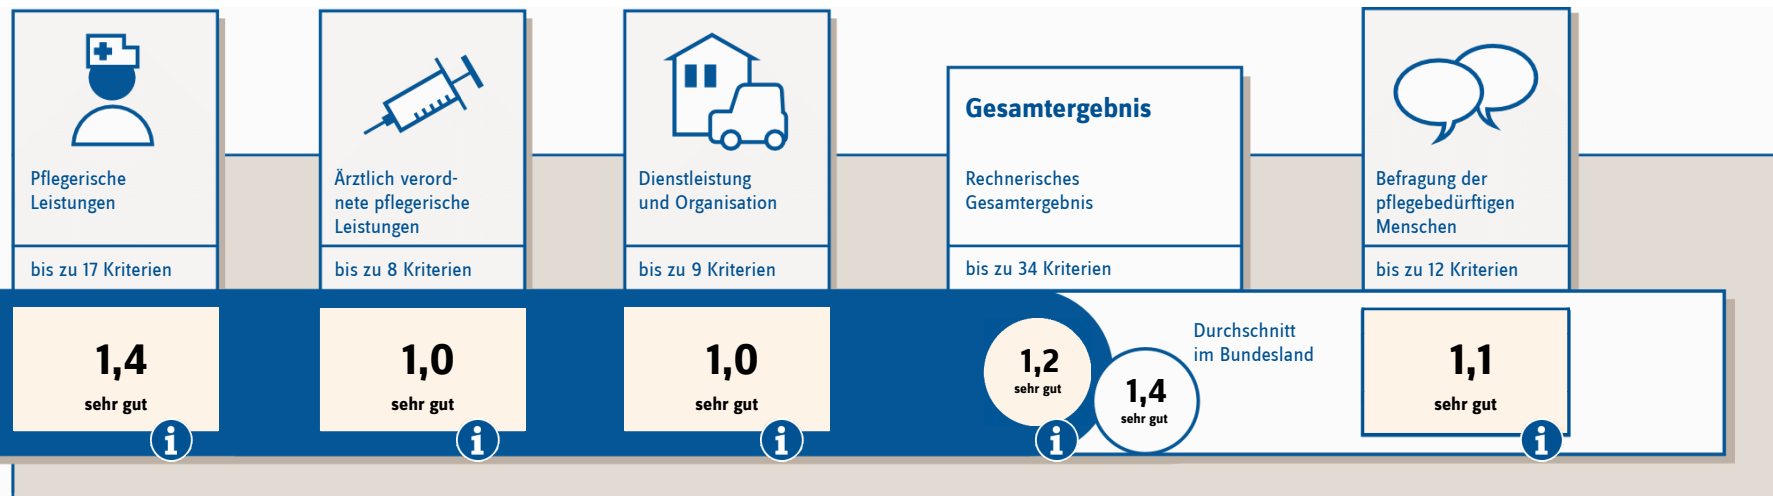 Pflegerische
Leistungen
bis zu 17 Kriterien
1,4
sehr gut
i
Ärztlich verord-
nete pflegerische
Leistungen
bis zu 8 Kriterien
1,0
sehr gut
i
Dienstleistung
und Organisation
bis zu 9 Kriterien
1,0
sehr gut
i
Gesamtergebnis
Rechnerisches
Gesamtergebnis
bis zu 34 Kriterien
1,2
sehr gut
i
1,4
sehr gut
Durchschnitt
im Bundesland
Befragung der
pflegebedürftigen
Menschen
bis zu 12 Kriterien
1,1
sehr gut
i